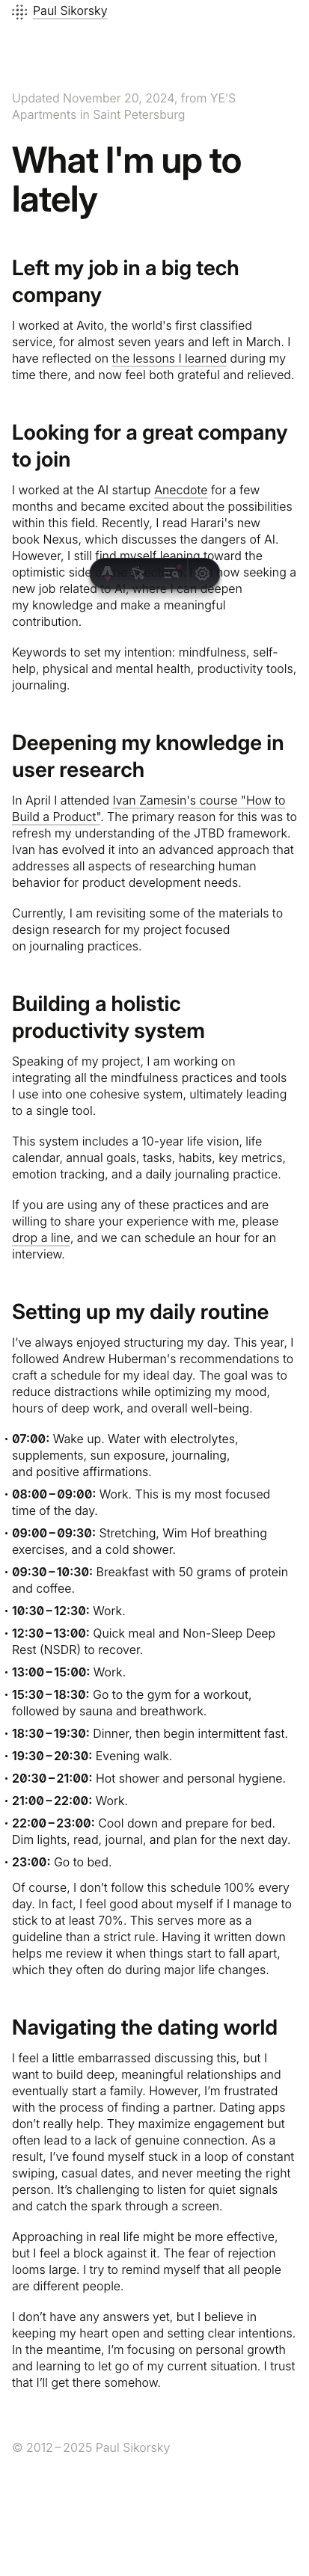 Paul Sikorsky
Updated November 20, 2024, from YE'S
Apartments in Saint Petersburg
What I'm up to
lately
Left my job in a big tech
company
I worked at Avito, the world's first classified
service, for almost seven years and left in March. I
have reflected on the lessons I learned during my
time there, and now feel both grateful and relieved.
Looking for a great company
to join
I worked at the AI startup Anecdote for a few
months and became excited about the possibilities
within this field. Recently, I read Harari's new
book Nexus, which discusses the dangers of AI.
However, I still find myself leaning toward the
optimistic side now seeking a
new job related to AI, where I can deepen
my knowledge and make a meaningful
contribution.
Keywords to set my intention: mindfulness, self-
help, physical and mental health, productivity tools,
journaling.
Deepening my knowledge in
user research
In April I attended Ivan Zamesin's course "How to
Build a Product". The primary reason for this was to
refresh my understanding of the JTBD framework.
Ivan has evolved it into an advanced approach that
addresses all aspects of researching human
behavior for product development needs.
Currently, I am revisiting some of the materials to
design research for my project focused
on journaling practices.
Building a holistic
productivity system
Speaking of my project, I am working on
integrating all the mindfulness practices and tools
I use into one cohesive system, ultimately leading
to a single tool.
This system includes a 10-year life vision, life
calendar, annual goals, tasks, habits, key metrics,
emotion tracking, and a daily journaling practice.
If you are using any of these practices and are
willing to share your experience with me, please
drop a line, and we can schedule an hour for an
interview.
Setting up my daily routine
I’ve always enjoyed structuring my day. This year, I
followed Andrew Huberman's recommendations to
craft a schedule for my ideal day. The goal was to
reduce distractions while optimizing my mood,
hours of deep work, and overall well-being.
· 07:00: Wake up. Water with electrolytes,
supplements, sun exposure, journaling,
and positive affirmations.
· 08:00 – 09:00: Work. This is my most focused
time of the day.
· 09:00 – 09:30: Stretching, Wim Hof breathing
exercises, and a cold shower.
· 09:30 – 10:30: Breakfast with 50 grams of protein
and coffee.
· 10:30 – 12:30: Work.
· 12:30 – 13:00: Quick meal and Non-Sleep Deep
Rest (NSDR) to recover.
· 13:00 – 15:00: Work.
· 15:30 – 18:30: Go to the gym for a workout,
followed by sauna and breathwork.
· 18:30 – 19:30: Dinner, then begin intermittent fast.
· 19:30 – 20:30: Evening walk.
· 20:30 – 21:00: Hot shower and personal hygiene.
· 21:00 – 22:00: Work.
· 22:00 – 23:00: Cool down and prepare for bed.
Dim lights, read, journal, and plan for the next day.
· 23:00: Go to bed.
Of course, I don’t follow this schedule 100% every
day. In fact, I feel good about myself if I manage to
stick to at least 70%. This serves more as a
guideline than a strict rule. Having it written down
helps me review it when things start to fall apart,
which they often do during major life changes.
Navigating the dating world
I feel a little embarrassed discussing this, but I
want to build deep, meaningful relationships and
eventually start a family. However, I’m frustrated
with the process of finding a partner. Dating apps
don’t really help. They maximize engagement but
often lead to a lack of genuine connection. As a
result, I’ve found myself stuck in a loop of constant
swiping, casual dates, and never meeting the right
person. It’s challenging to listen for quiet signals
and catch the spark through a screen.
Approaching in real life might be more effective,
but I feel a block against it. The fear of rejection
looms large. I try to remind myself that all people
are different people.
I don’t have any answers yet, but I believe in
keeping my heart open and setting clear intentions.
In the meantime, I’m focusing on personal growth
and learning to let go of my current situation. I trust
that I’ll get there somehow.
© 2012 – 2025 Paul Sikorsky